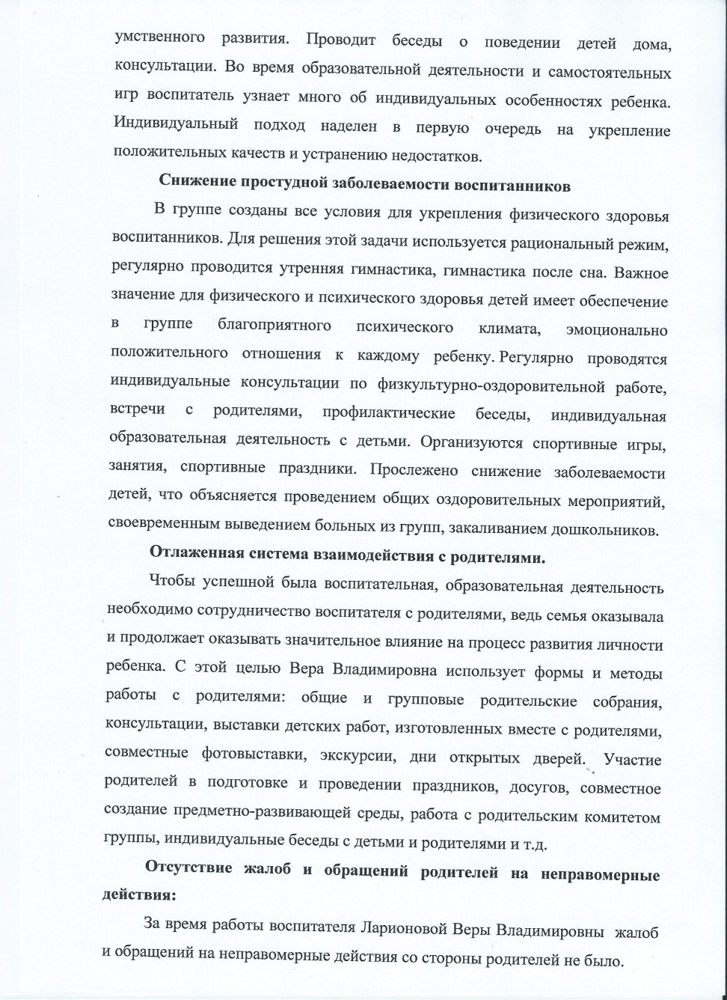 умственного развития. Проводит беседы о поведении детей дома,
консультации. Во время образовательной деятельности и самостоятельных
игр воспитатель узнает много об индивидуальных особенностях ребенка.
Индивидуальный подход наделен в первую очередь на укрепление
положительных качеств и устранению недостатков.
Снижение простудной заболеваемости воспитанников
В группе созданы все условия для укрепления физического здоровья
воспитанников. Для решения этой задачи используется рациональный режим,
регулярно проводится утренняя гимнастика, гимнастика после сна. Важное
значение для физического и психического здоровья детей имеет обеспечение
в группе благоприятного психического климата, эмоционально
положительного отношения к каждому ребенку. Регулярно проводятся
индивидуальные консультации по физкультурно-оздоровительной работе,
встречи с родителями, профилактические беседы, индивидуальная
образовательная деятельность с детьми. Организуются спортивные игры,
занятия, спортивные праздники. Прослежено снижение заболеваемости
детей, что объясняется проведением общих оздоровительных мероприятий,
своевременным выведением больных из групп, закаливанием дошкольников.
Отлаженная система взаимодействия с родителями.
Чтобы успешной была воспитательная, образовательная деятельность
необходимо сотрудничество воспитателя с родителями, ведь семья оказывала
и продолжает оказывать значительное влияние на процесс развития личности
ребенка. С этой целью Вера Владимировна использует формы и методы
работы с родителями: общие и групповые родительские собрания,
консультации, выставки детских работ, изготовленных вместе с родителями,
совместные фотовыставки, экскурсии, дни открытых дверей. Участие
родителей в подготовке и проведении праздников, досугов, совместное
создание предметно-развивающей среды, работа с родительским комитетом
группы, индивидуальные беседы с детьми и родителями и т.д.
Отсутствие жалоб и обращений родителей на неправомерные
действия:
За время работы воспитателя Ларионовой Веры Владимировны жалоб
и обращений на неправомерные действия со стороны родителей не было.